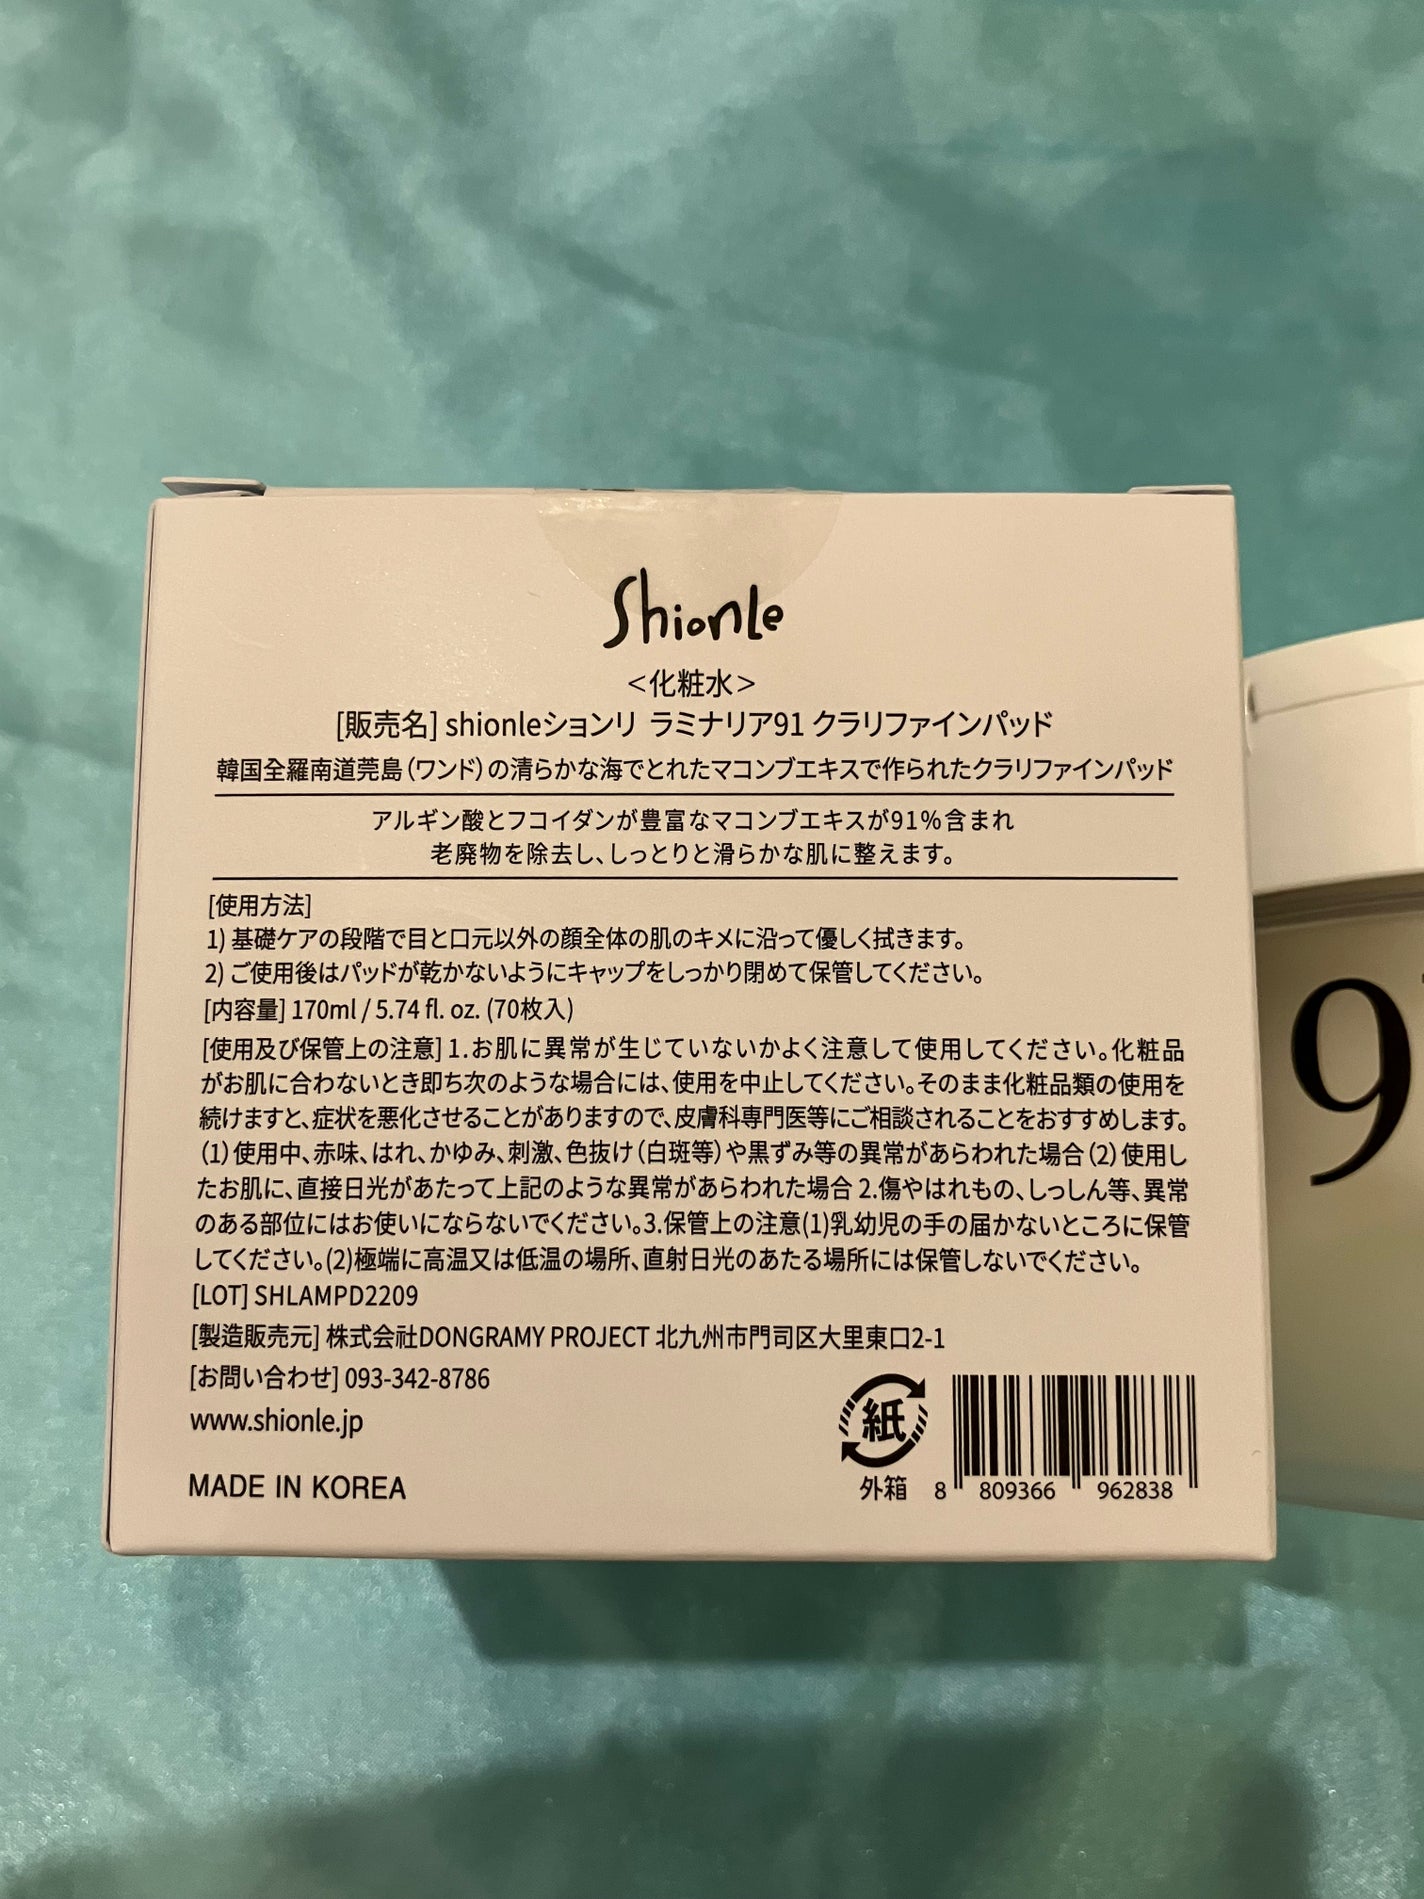 Shionle
<化粧水>
[販売名] shionleションリ ラミナリア91 クラリファインパッド
韓国全羅南道莞島(ワンド)の清らかな海でとれたマコンブエキスで作られたクラリファインパッド
アルギン酸とフコイダンが豊富なマコンブエキスが91%含まれ
老廃物を除去し、しっとりと滑らかな肌に整えます。
[使用方法]
1) 基礎ケアの段階で目と口元以外の顔全体の肌のキメに沿って優しく拭きます。
2) ご使用後はパッドが乾かないようにキャップをしっかり閉めて保管してください。
[内容量] 170ml / 5.74 fl. oz. (70枚入)
[使用及び保管上の注意] 1.お肌に異常が生じていないかよく注意して使用してください。化粧品
がお肌に合わないとき即ち次のような場合には、使用を中止してください。そのまま化粧品類の使用を
続けますと、症状を悪化させることがありますので、皮膚科専門医等にご相談されることをおすすめします。
(1)使用中、赤味、はれ、かゆみ、刺激、色抜け(白斑等)や黒ずみ等の異常があらわれた場合(2)使用し
たお肌に、直接日光があたって上記のような異常があらわれた場合 2.傷やはれもの、しっしん等、異常
のある部位にはお使いにならないでください。3.保管上の注意(1)乳幼児の手の届かないところに保管
してください。(2)極端に高温又は低温の場所、直射日光のあたる場所には保管しないでください。
[LOT] SHLAMPD2209
[製造販売元] 株式会社DONGRAMY PROJECT 北九州市門司区大里東口2-1
[お問い合わせ] 093-342-8786
www.shionle.jp
MADE IN KOREA
紙
外箱
8 809366 962838
9